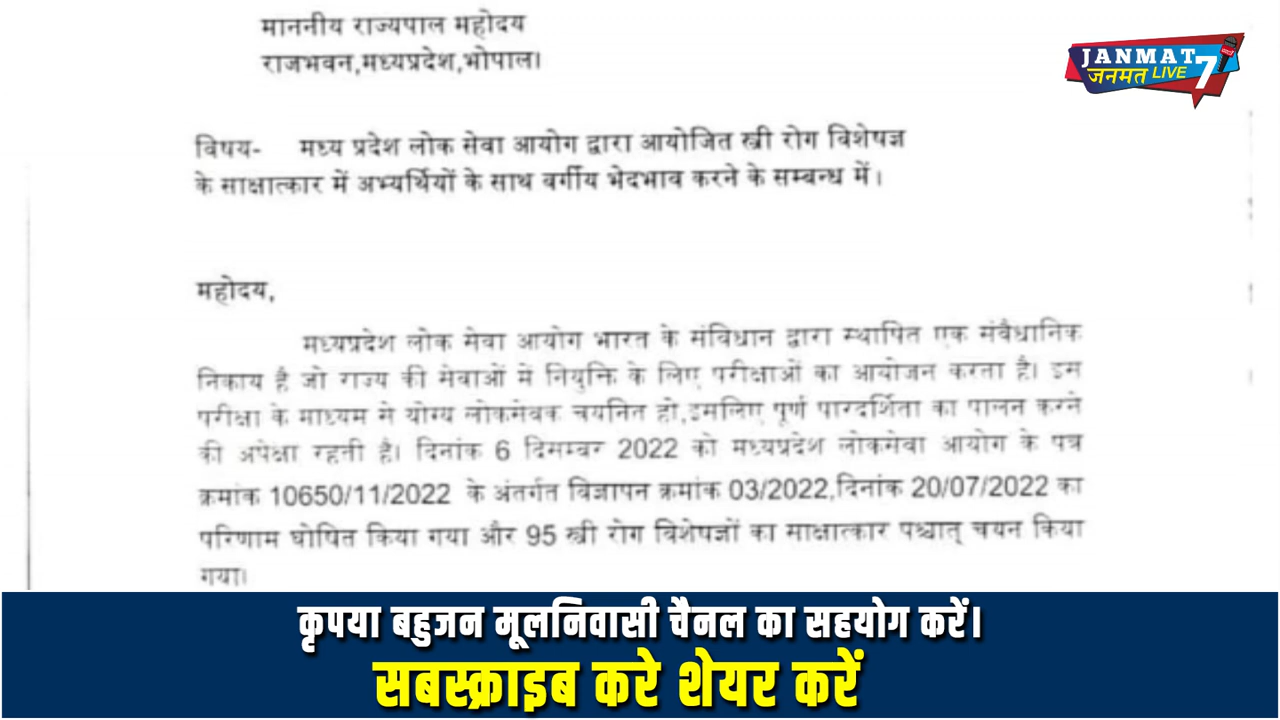 माननीय राज्यपाल महोदय
राजभवन,मध्यप्रदेश,भोपाल।
JANMAT
जनमत LIVE 7
विषय- मध्य प्रदेश लोक सेवा आयोग द्वारा आयोजित स्त्री रोग विशेषज्ञ
के साक्षात्कार में अभ्यर्थियों के साथ वर्गीय भेदभाव करने के सम्बन्ध में।
महोदय,
मध्यप्रदेश लोक सेवा आयोग भारत के संविधान द्वारा स्थापित एक संवैधानिक
निकाय है जो राज्य की सेवाओं में नियुक्ति के लिए परीक्षाओं का आयोजन करता है। इस
परीक्षा के माध्यम से योग्य लोकसेवक चयनित हो,इसलिए पूर्ण पारदर्शिता का पालन करने
की अपेक्षा रहती है। दिनांक 6 दिसम्बर 2022 को मध्यप्रदेश लोकसेवा आयोग के पत्र
क्रमांक 10650/11/2022 के अंतर्गत विज्ञापन क्रमांक 03/2022,दिनांक 20/07/2022 का
परिणाम घोषित किया गया और 95 स्त्री रोग विशेषज्ञों का साक्षात्कार पश्चात् चयन किया
गया।
कृपया बहुजन मूलनिवासी चैनल का सहयोग करें।
सबस्क्राइब करे शेयर करें